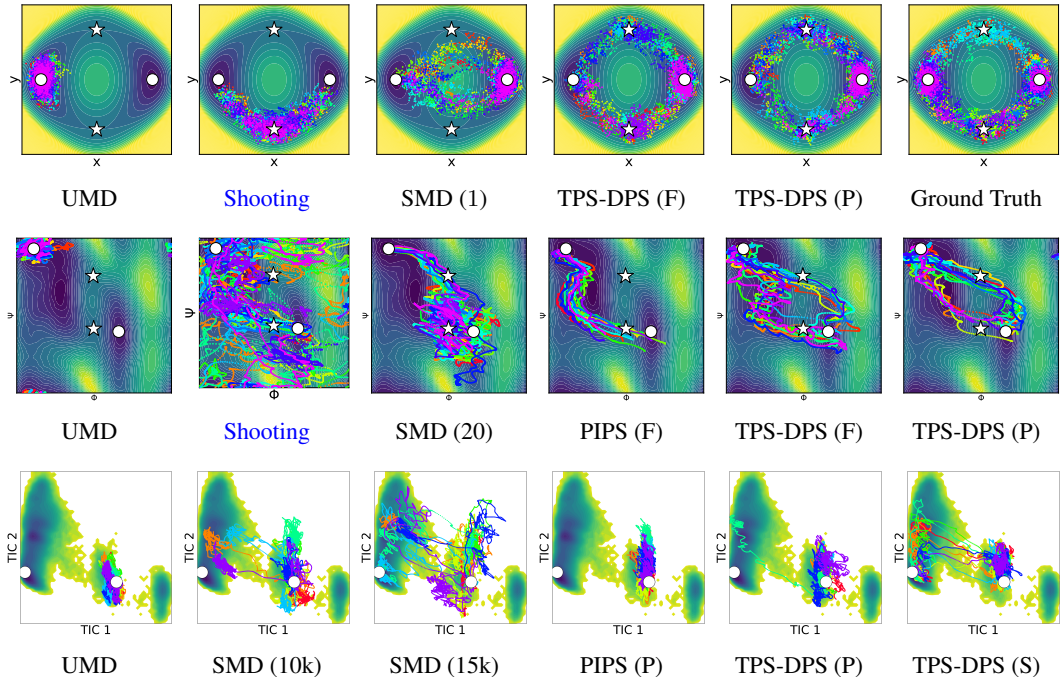 y y y y y y
x x x x x x
UMD Shooting SMD (1) TPS-DPS (F) TPS-DPS (P) Ground Truth
Ψ Ψ Ψ Ψ Ψ Ψ
Φ Φ Φ Φ Φ Φ
UMD Shooting SMD (20) PIPS (F) TPS-DPS (F) TPS-DPS (P)
TIC 2 TIC 2 TIC 2 TIC 2 TIC 2 TIC 2
TIC 1 TIC 1 TIC 1 TIC 1 TIC 1 TIC 1
UMD SMD (10k) SMD (15k) PIPS (P) TPS-DPS (P) TPS-DPS (S)